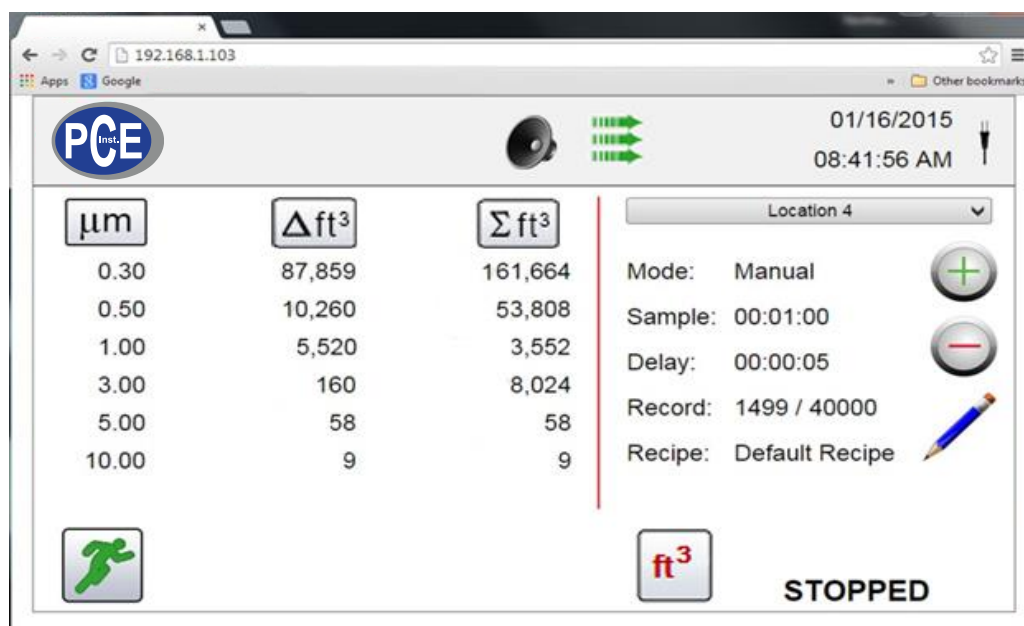 192.168.1.103
Apps Google » Other bookmarks
PCE Inst.
01/16/2015
08:41:56 AM
µm Δft³ Σft³
0.30 87,859 161,664
0.50 10,260 53,808
1.00 5,520 3,552
3.00 160 8,024
5.00 58 58
10.00 9 9
Location 4
Mode: Manual
Sample: 00:01:00
Delay: 00:00:05
Record: 1499 / 40000
Recipe: Default Recipe
ft³
STOPPED